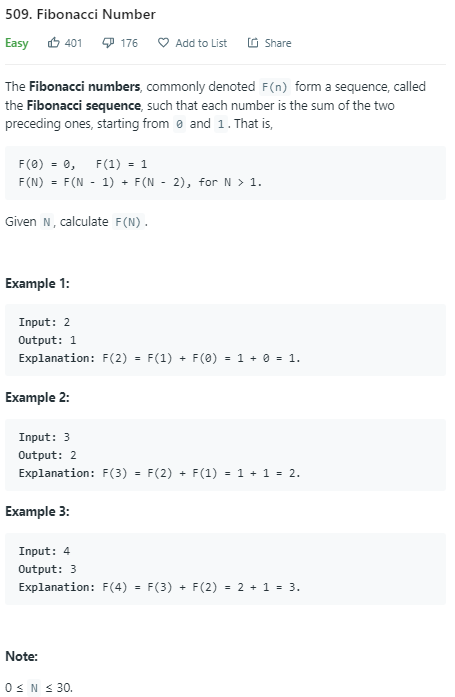 509. Fibonacci Number
Easy 401 176 Add to List Share
The Fibonacci numbers, commonly denoted F(n) form a sequence, called
the Fibonacci sequence, such that each number is the sum of the two
preceding ones, starting from 0 and 1. That is,
F(0) = 0, F(1) = 1
F(N) = F(N - 1) + F(N - 2), for N > 1.
Given N, calculate F(N).
Example 1:
Input: 2
Output: 1
Explanation: F(2) = F(1) + F(0) = 1 + 0 = 1.
Example 2:
Input: 3
Output: 2
Explanation: F(3) = F(2) + F(1) = 1 + 1 = 2.
Example 3:
Input: 4
Output: 3
Explanation: F(4) = F(3) + F(2) = 2 + 1 = 3.
Note:
0 ≤ N ≤ 30.